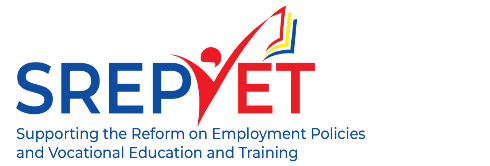 SREPVET
Supporting the Reform on Employment Policies
and Vocational Education and Training